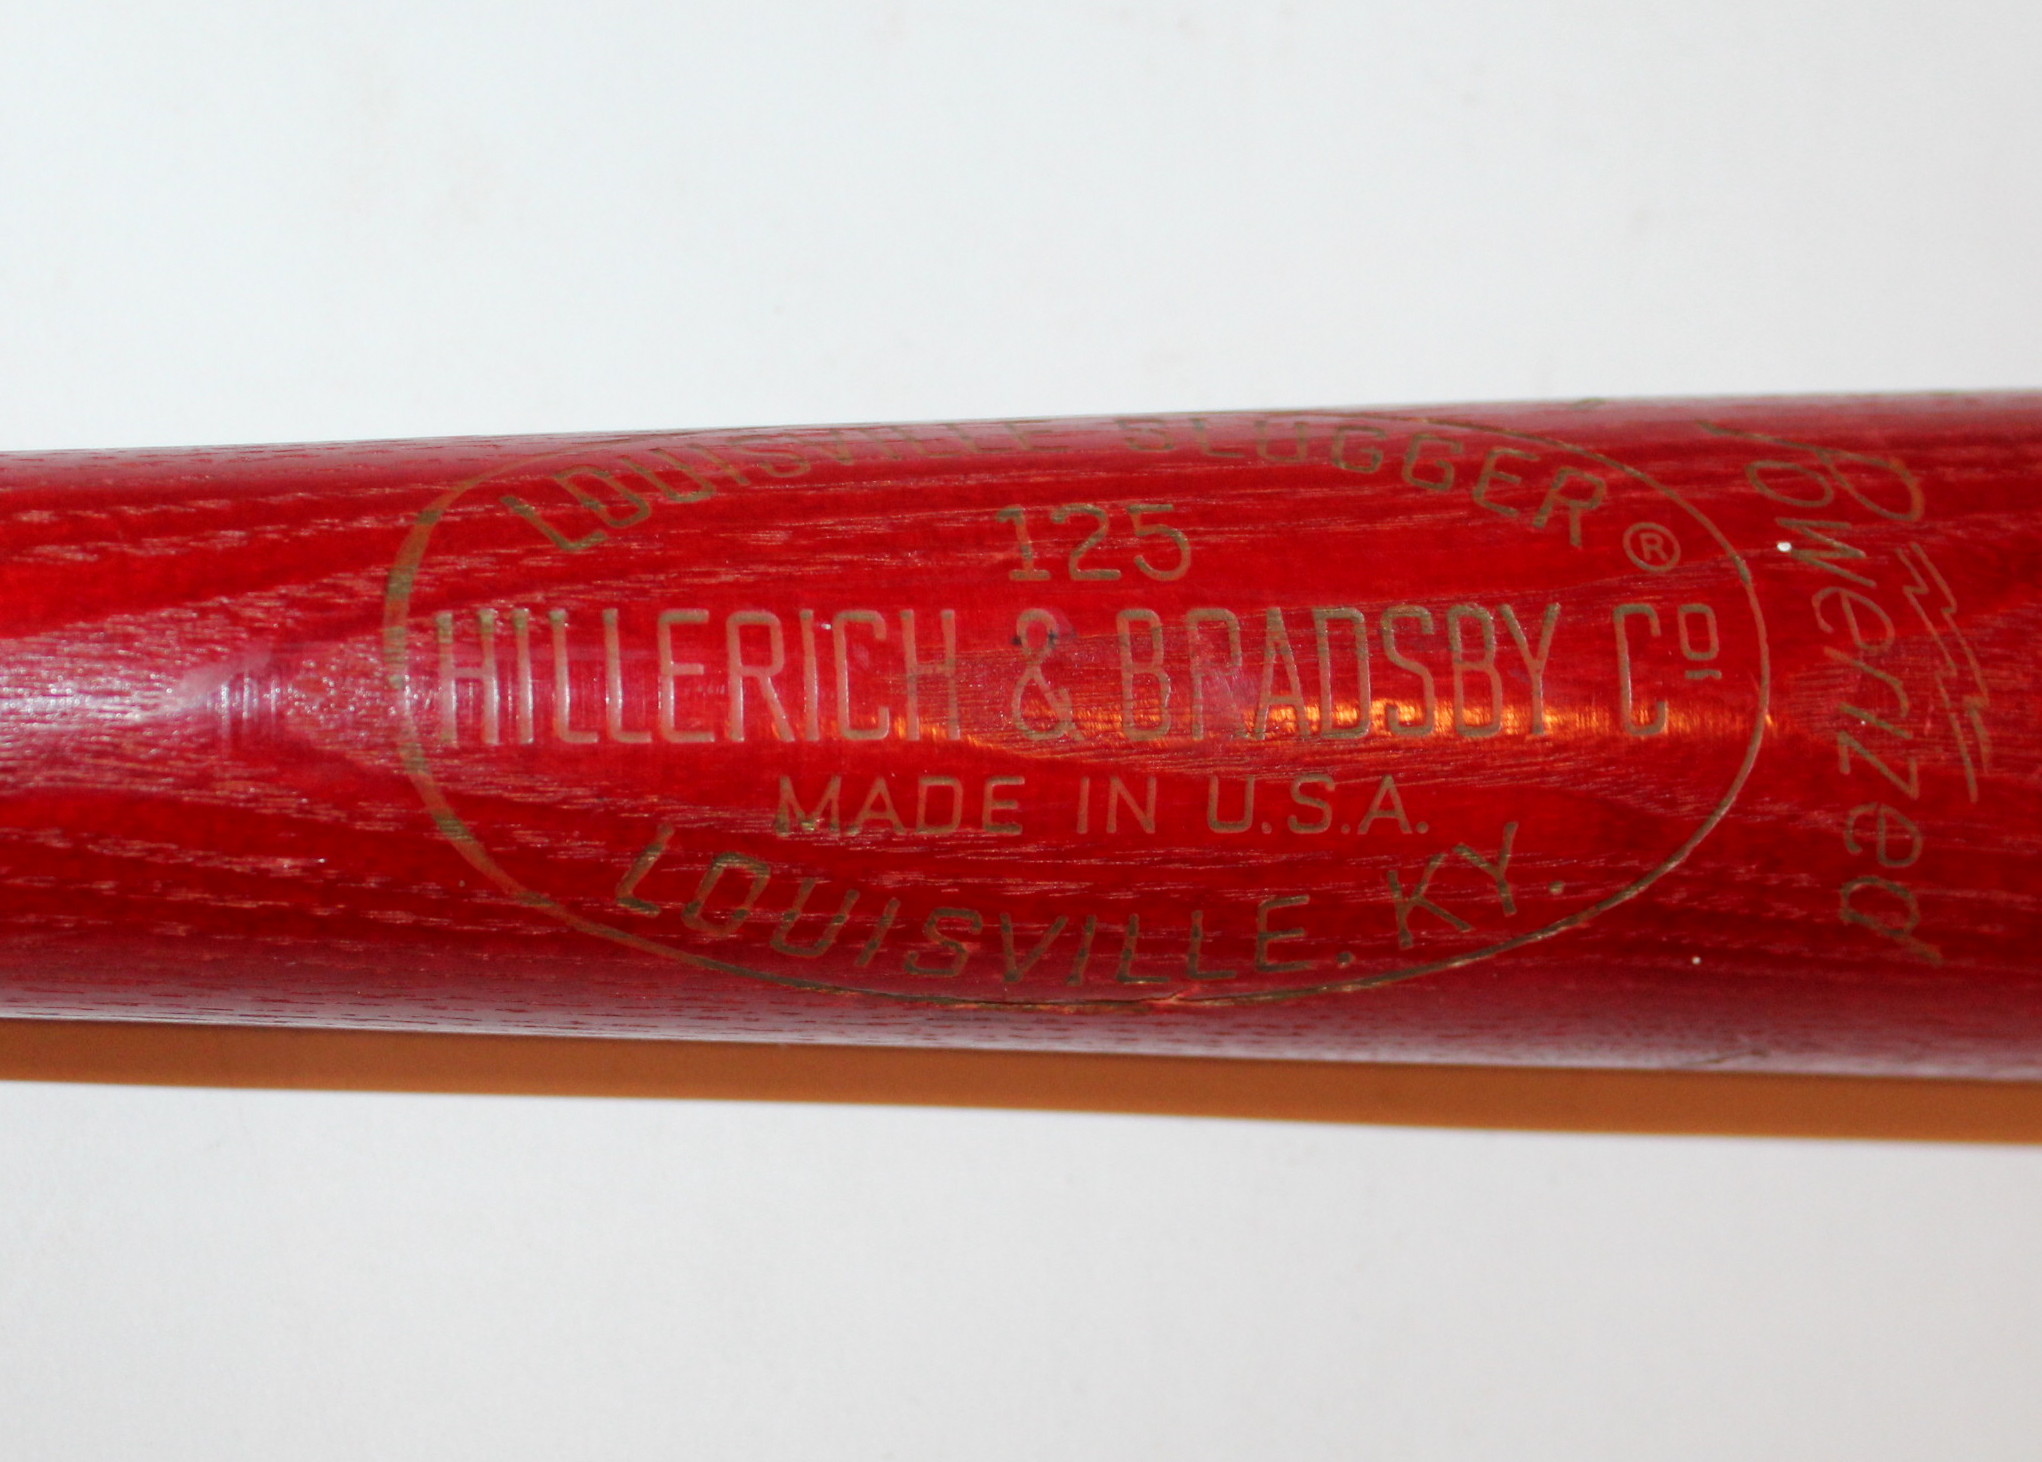 LOUISVILLE SLUGGER ®
125
HILLERICH & BRADSBY Cº
MADE IN U.S.A.
LOUISVILLE, KY.
Powerized